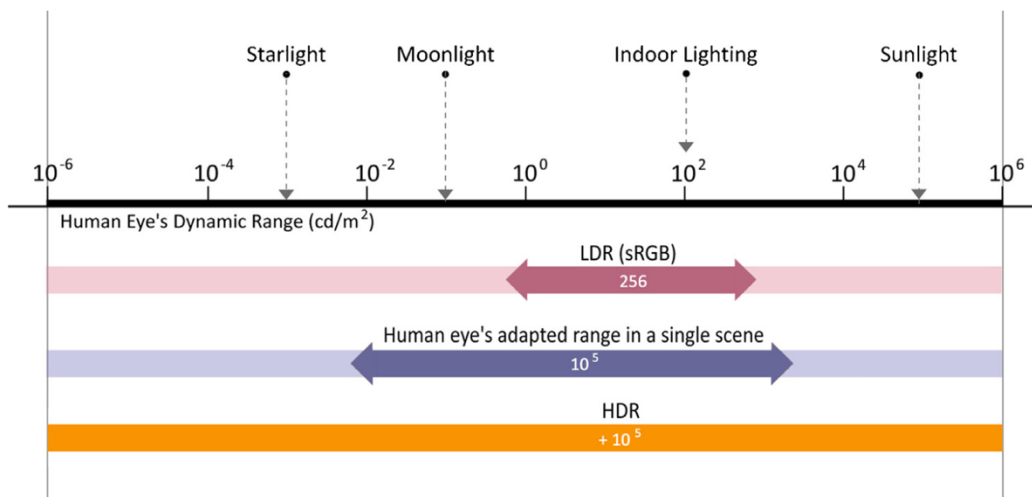 Starlight Moonlight Indoor Lighting Sunlight
10⁻⁶ 10⁻⁴ 10⁻² 10⁰ 10² 10⁴ 10⁶
Human Eye's Dynamic Range (cd/m²)
LDR (sRGB)
256
Human eye's adapted range in a single scene
10⁵
HDR
+ 10⁵